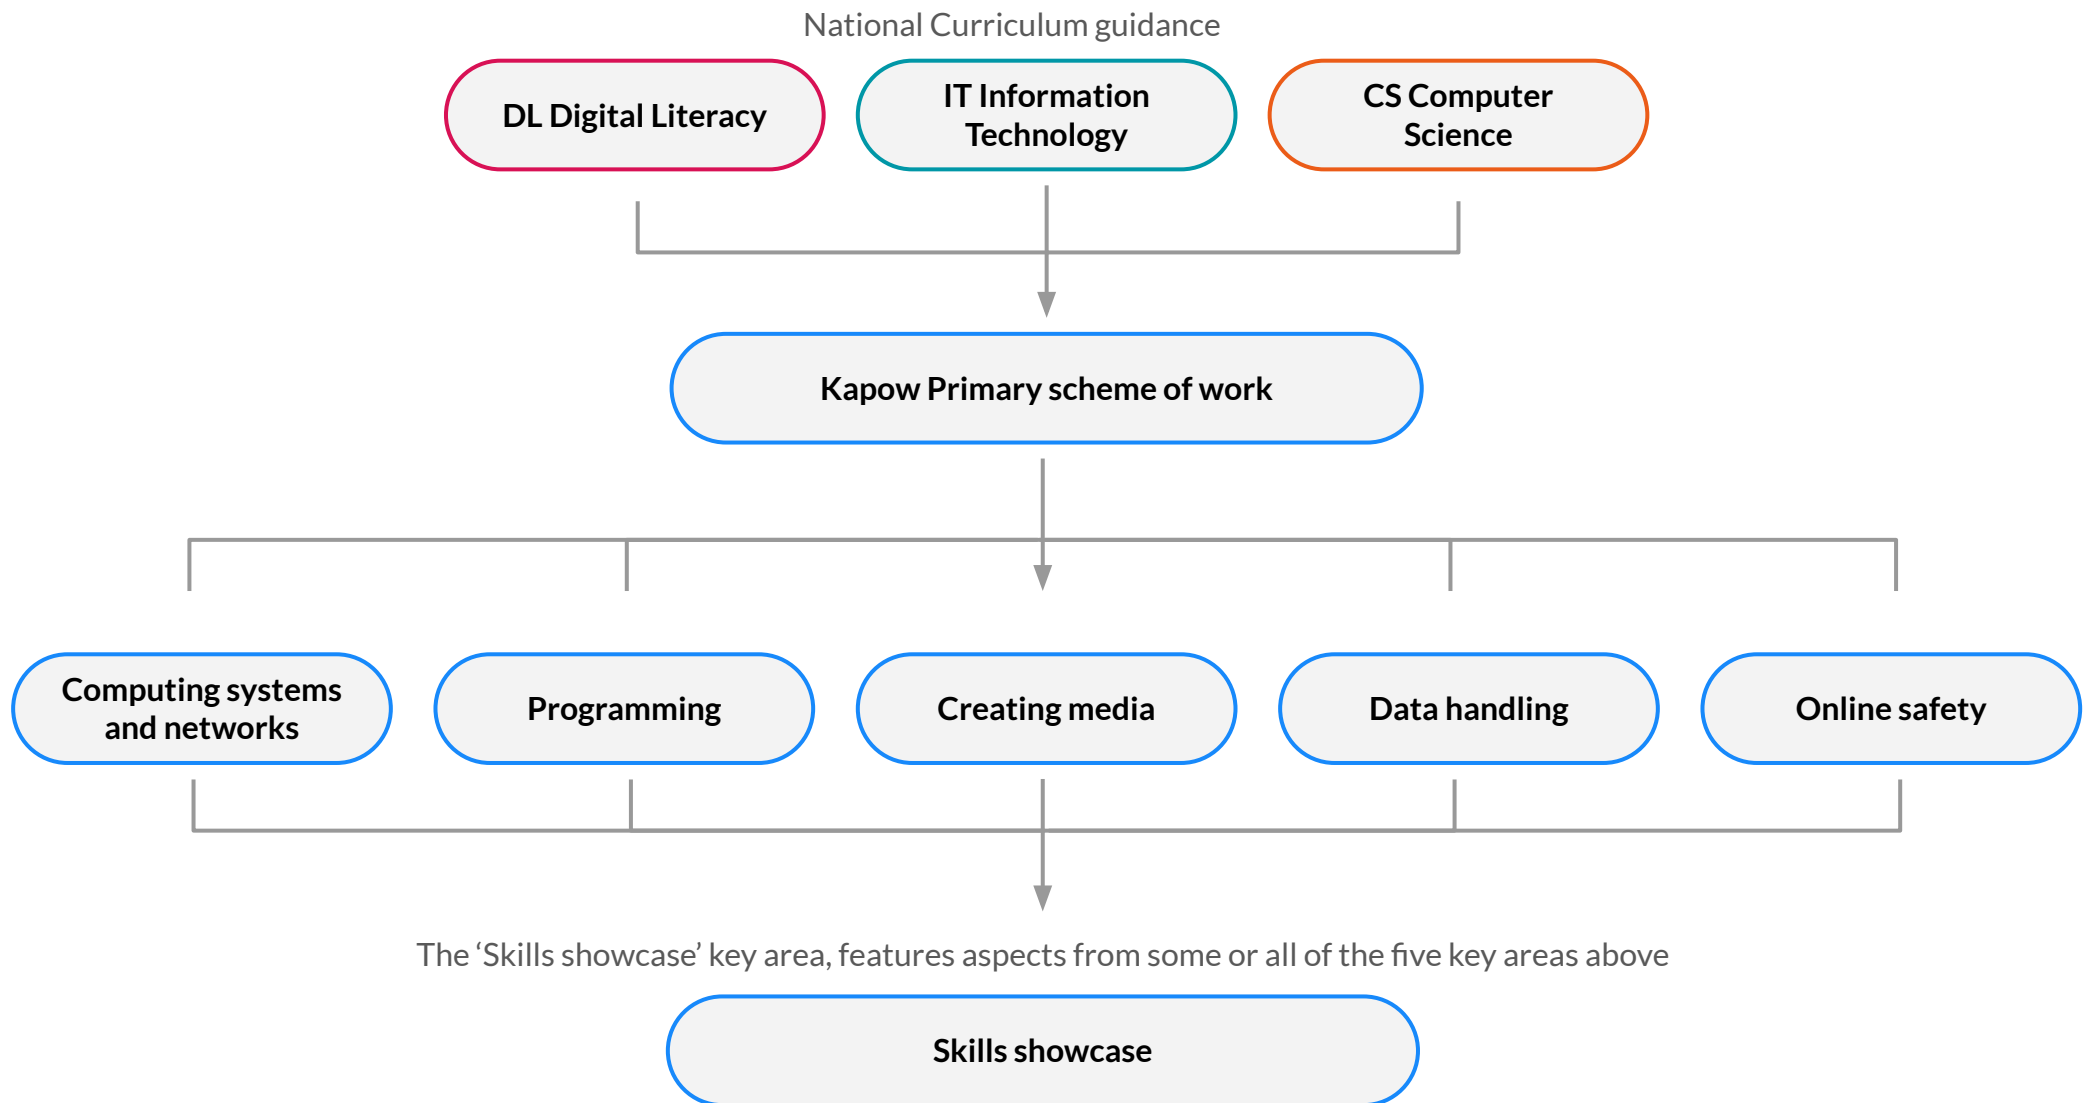 National Curriculum guidance
DL Digital Literacy
IT Information
Technology
CS Computer
Science
Kapow Primary scheme of work
Computing systems
and networks
Programming
Creating media
Data handling
Online safety
The ‘Skills showcase’ key area, features aspects from some or all of the five key areas above
Skills showcase